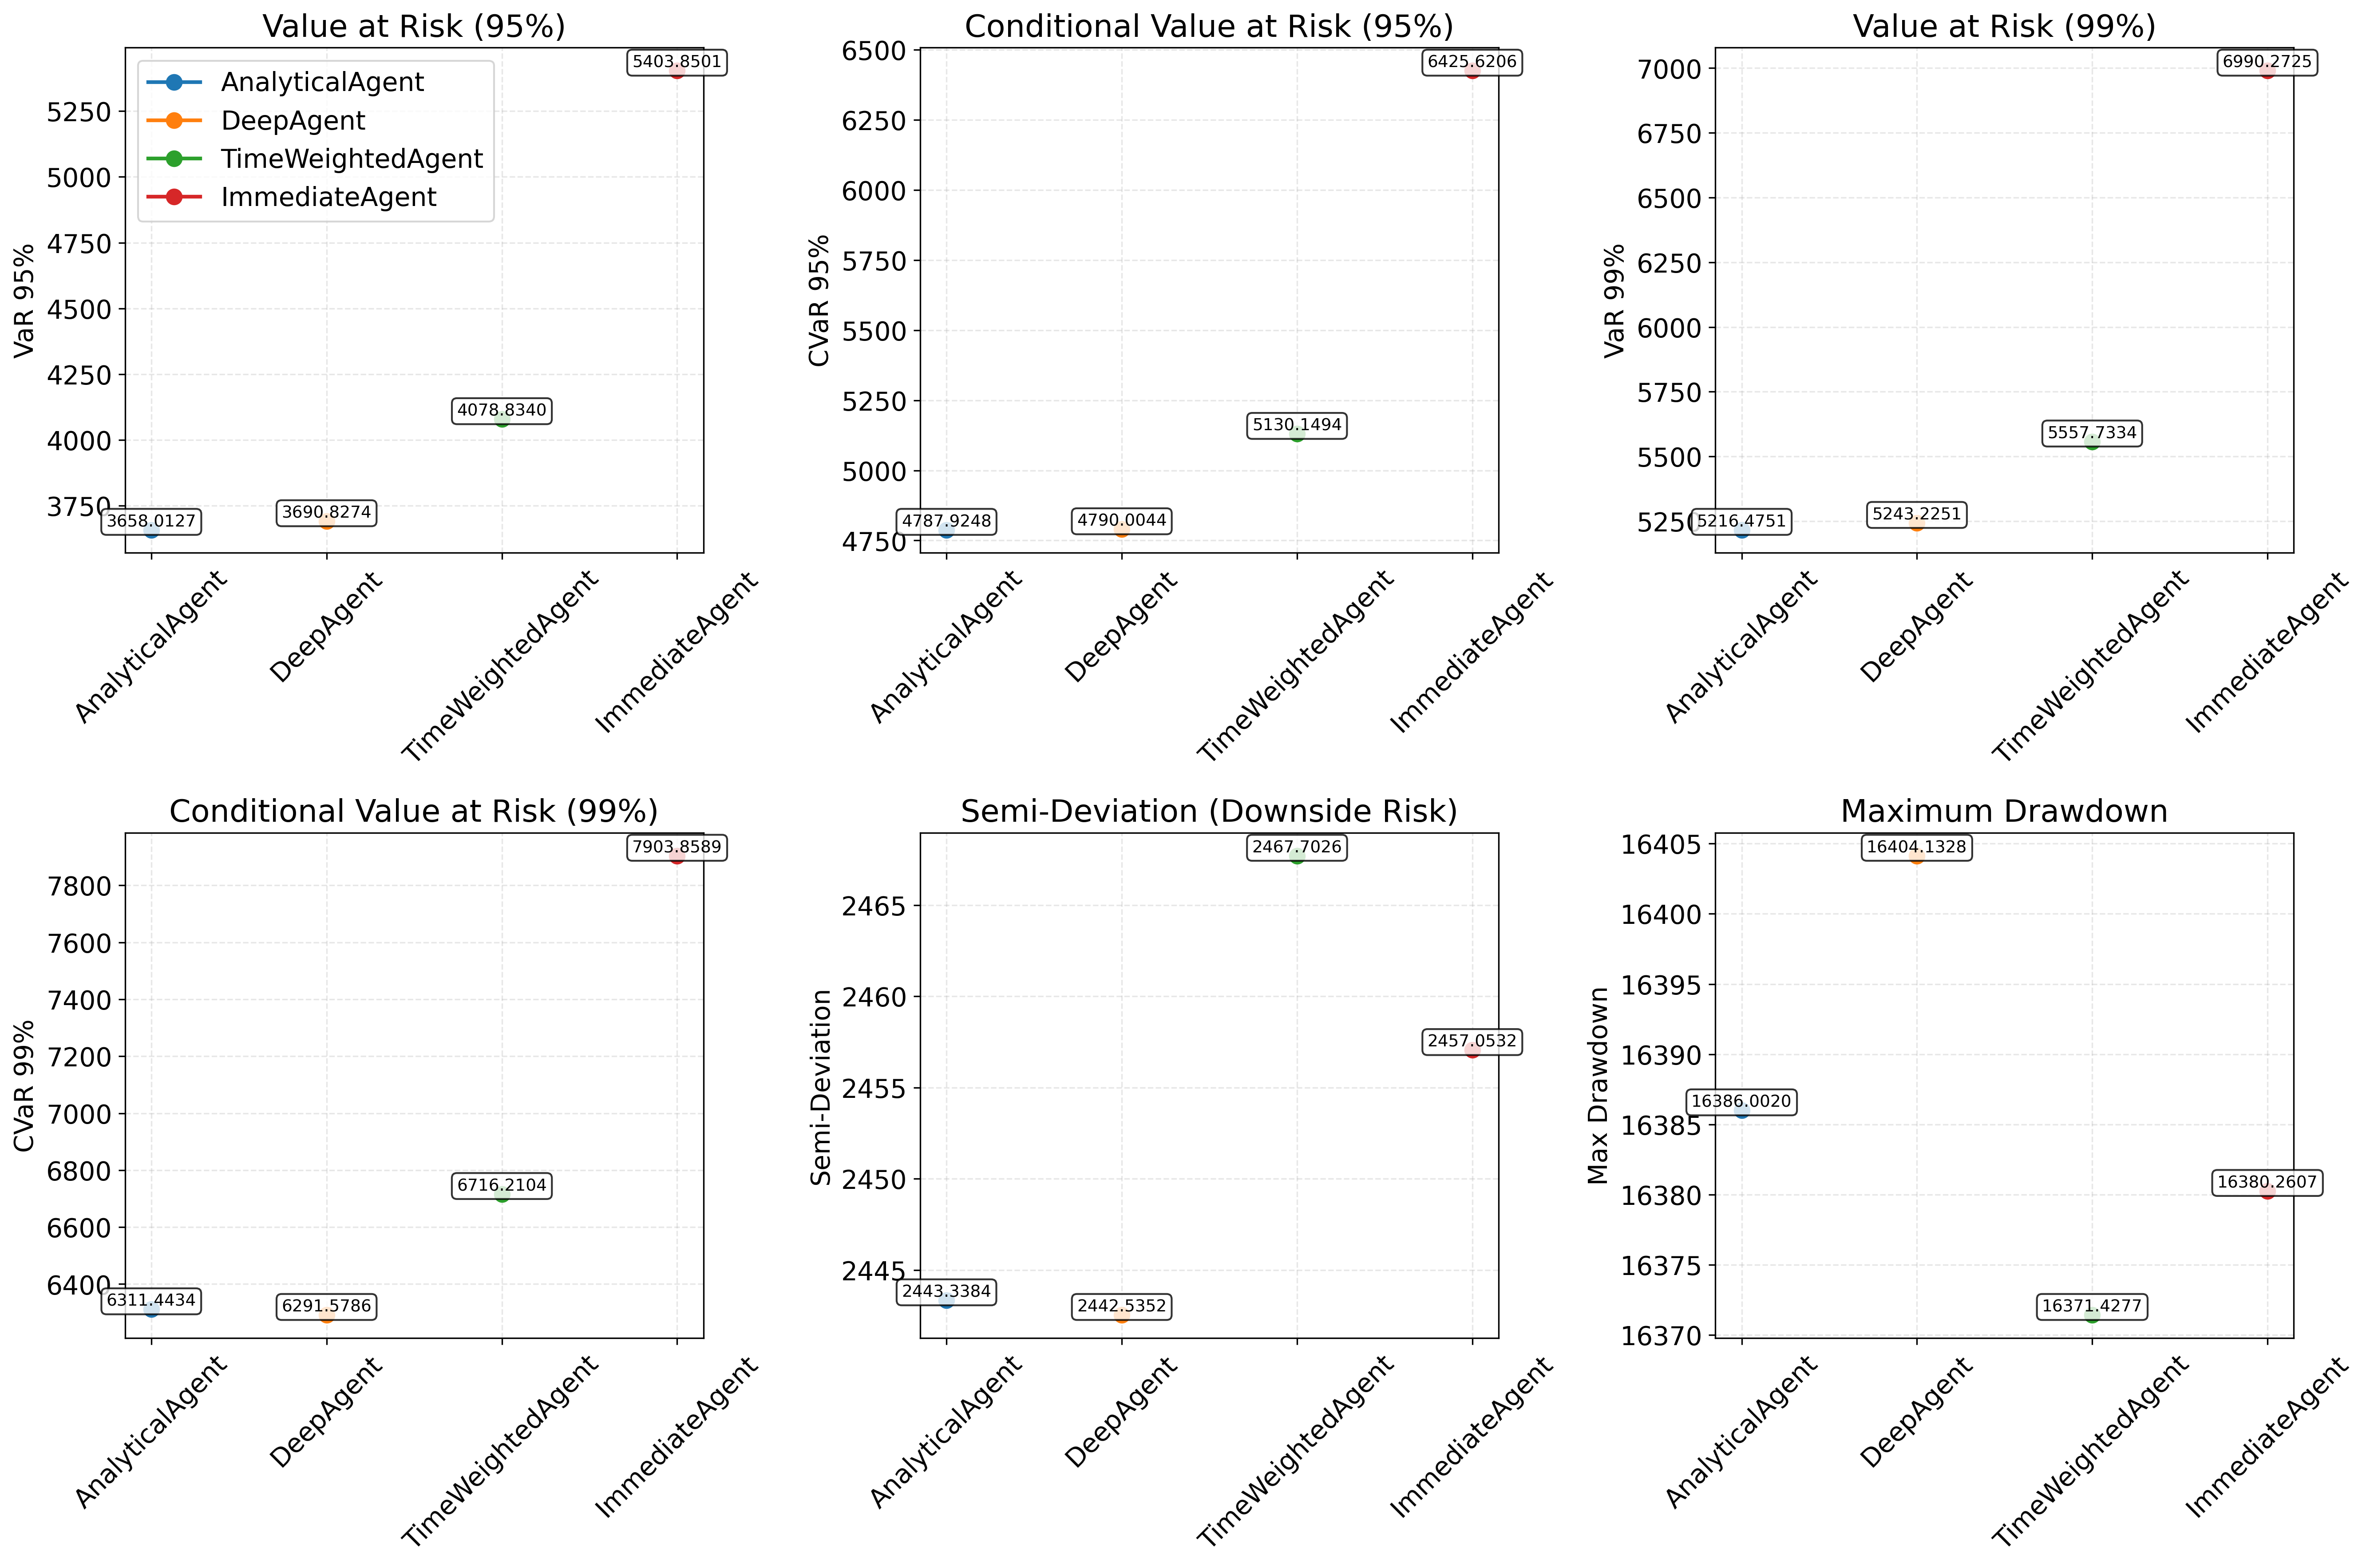 Value at Risk (95%)
VaR 95%
5250
5000
4750
4500
4250
4000
3750
AnalyticalAgent
DeepAgent
TimeWeightedAgent
ImmediateAgent
3658.0127
3690.8274
4078.8340
5403.8501
AnalyticalAgent
DeepAgent
TimeWeightedAgent
ImmediateAgent
Conditional Value at Risk (95%)
CVaR 95%
6500
6250
6000
5750
5500
5250
5000
4750
4787.9248
4790.0044
5130.1494
6425.6206
AnalyticalAgent
DeepAgent
TimeWeightedAgent
ImmediateAgent
Value at Risk (99%)
VaR 99%
7000
6750
6500
6250
6000
5750
5500
5250
5216.4751
5243.2251
5557.7334
6990.2725
AnalyticalAgent
DeepAgent
TimeWeightedAgent
ImmediateAgent
Conditional Value at Risk (99%)
CVaR 99%
7800
7600
7400
7200
7000
6800
6600
6400
6311.4434
6291.5786
6716.2104
7903.8589
AnalyticalAgent
DeepAgent
TimeWeightedAgent
ImmediateAgent
Semi-Deviation (Downside Risk)
Semi-Deviation
2465
2460
2455
2450
2445
2443.3384
2442.5352
2467.7026
2457.0532
AnalyticalAgent
DeepAgent
TimeWeightedAgent
ImmediateAgent
Maximum Drawdown
Max Drawdown
16405
16400
16395
16390
16385
16380
16375
16370
16386.0020
16404.1328
16371.4277
16380.2607
AnalyticalAgent
DeepAgent
TimeWeightedAgent
ImmediateAgent